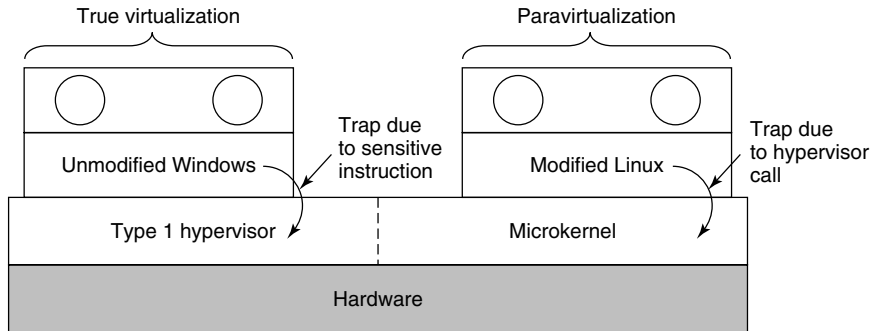 True virtualization
Paravirtualization
Trap due
to sensitive
instruction
Trap due
to hypervisor
call
Unmodified Windows
Modified Linux
Type 1 hypervisor
Microkernel
Hardware